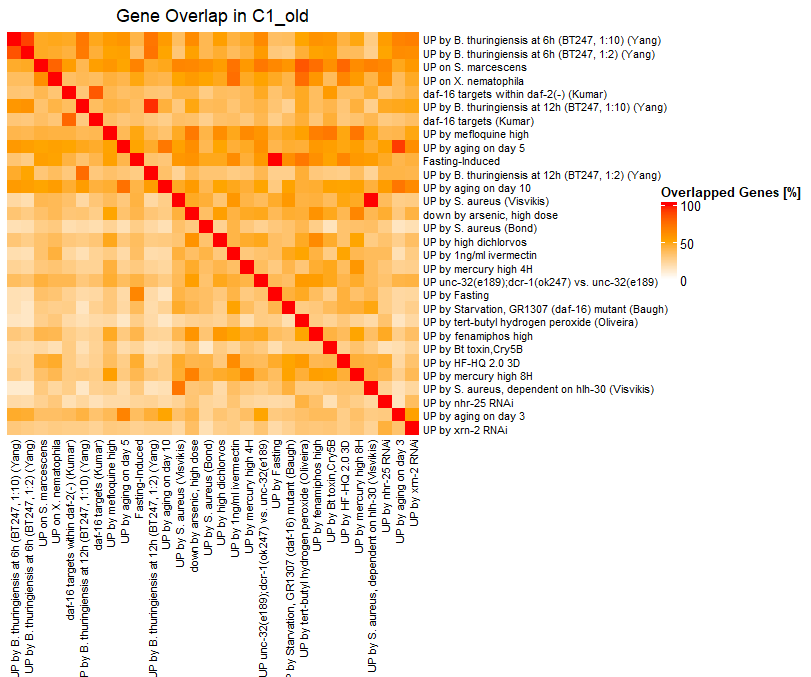 Gene Overlap in C1_old
UP by B. thuringiensis at 6h (BT247, 1:10) (Yang)
UP by B. thuringiensis at 6h (BT247, 1:2) (Yang)
UP on S. marcescens
UP on X. nematophila
daf-16 targets within daf-2(-) (Kumar)
UP by B. thuringiensis at 12h (BT247, 1:10) (Yang)
daf-16 targets (Kumar)
UP by mefloquine high
UP by aging on day 5
Fasting-Induced
UP by B. thuringiensis at 12h (BT247, 1:2) (Yang)
UP by aging on day 10
UP by S. aureus (Visvikis)
down by arsenic, high dose
UP by S. aureus (Bond)
UP by high dichlorvos
UP by 1ng/ml ivermectin
UP by mercury high 4H
UP unc-32(e189);dcr-1(ok247) vs. unc-32(e189)
UP by Fasting
UP by Starvation, GR1307 (daf-16) mutant (Baugh)
UP by tert-butyl hydrogen peroxide (Oliveira)
UP by fenamiphos high
UP by Bt toxin,Cry5B
UP by HF-HQ 2.0 3D
UP by mercury high 8H
UP by S. aureus, dependent on hlh-30 (Visvikis)
UP by nhr-25 RNAi
UP by aging on day 3
UP by xrn-2 RNAi
Overlapped Genes [%]
100
50
0
UP by B. thuringiensis at 6h (BT247, 1:10) (Yang)
UP by B. thuringiensis at 6h (BT247, 1:2) (Yang)
UP on S. marcescens
UP on X. nematophila
daf-16 targets within daf-2(-) (Kumar)
UP by B. thuringiensis at 12h (BT247, 1:10) (Yang)
daf-16 targets (Kumar)
UP by mefloquine high
UP by aging on day 5
Fasting-Induced
UP by B. thuringiensis at 12h (BT247, 1:2) (Yang)
UP by aging on day 10
UP by S. aureus (Visvikis)
down by arsenic, high dose
UP by S. aureus (Bond)
UP by high dichlorvos
UP by 1ng/ml ivermectin
UP by mercury high 4H
UP unc-32(e189);dcr-1(ok247) vs. unc-32(e189)
UP by Fasting
by Starvation, GR1307 (daf-16) mutant (Baugh)
UP by tert-butyl hydrogen peroxide (Oliveira)
UP by fenamiphos high
UP by Bt toxin,Cry5B
UP by HF-HQ 2.0 3D
UP by mercury high 8H
UP by S. aureus, dependent on hlh-30 (Visvikis)
UP by nhr-25 RNAi
UP by aging on day 3
UP by xrn-2 RNAi